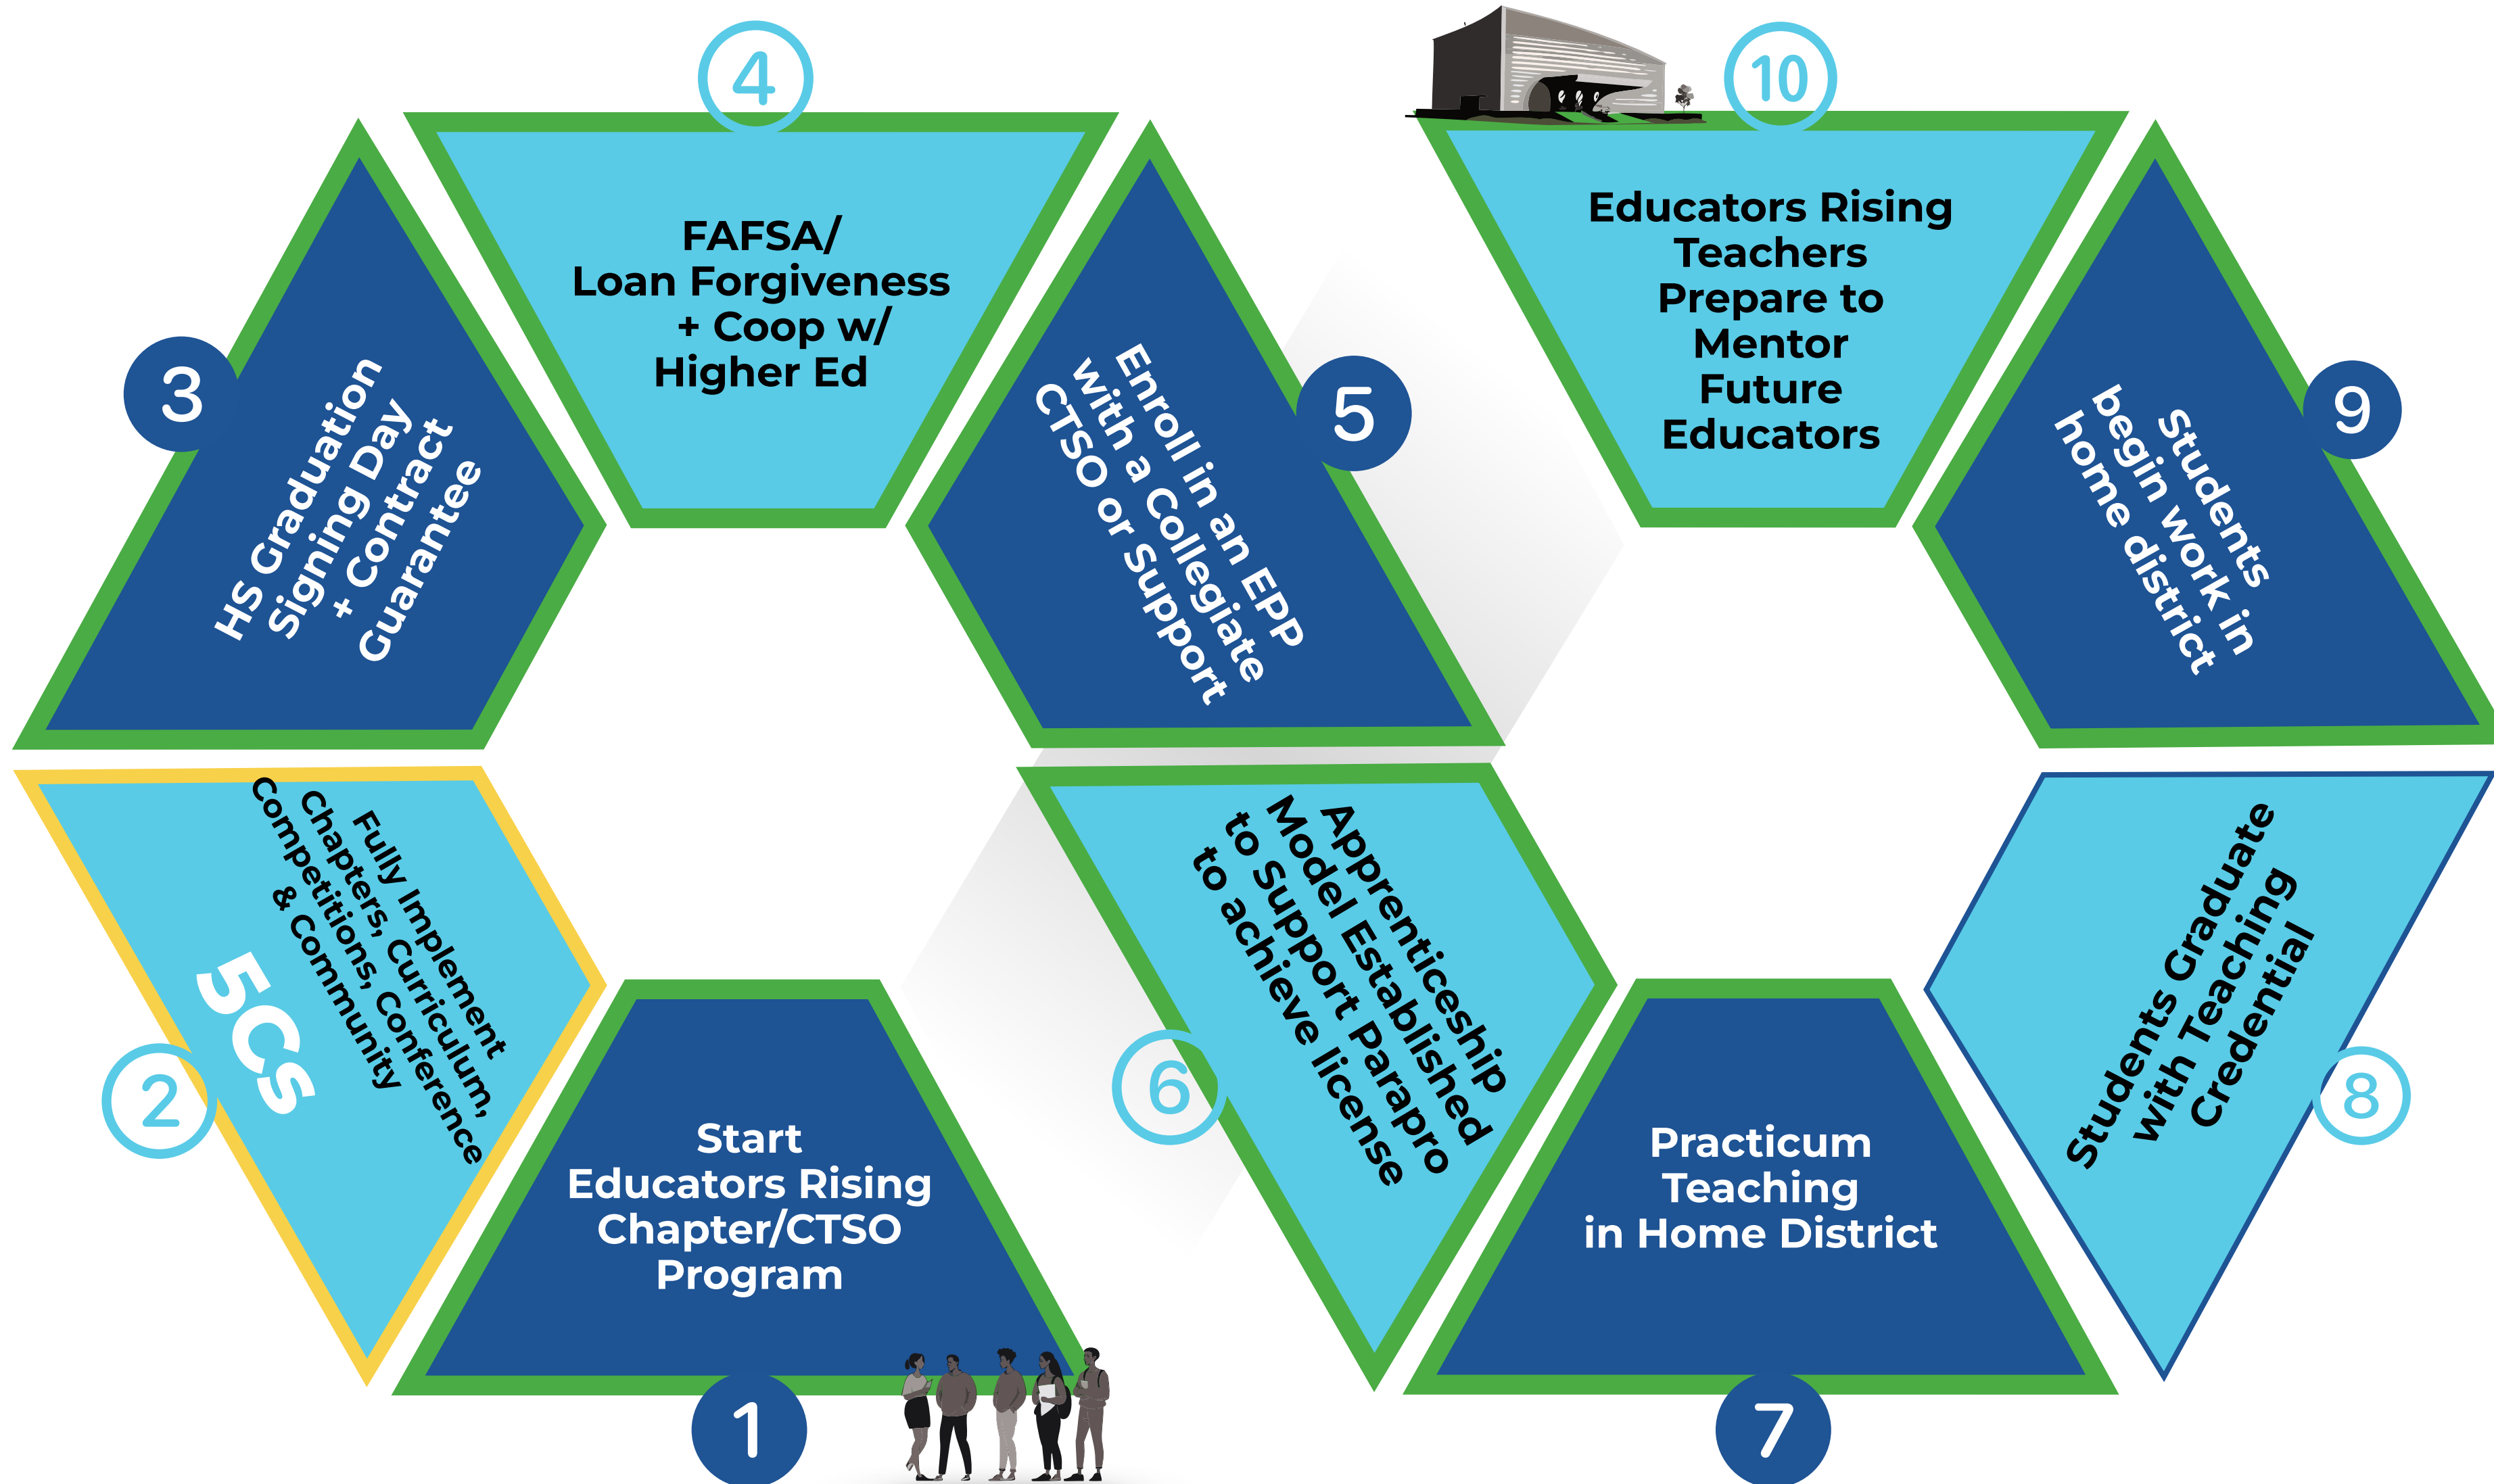 1
Start
Educators Rising
Chapter/CTSO
Program
2
5Cs
Fully Implement
Chapters, Curriculum,
Competitions, Conference
& Community
3
HS Graduation
Signing Day
+ Contract
Guarantee
4
FAFSA/
Loan Forgiveness
+ Coop w/
Higher Ed
5
Enroll in an EPP
with a Collegiate
CTSO or Support
6
Apprenticeship
Model Established
to Support Parapro
to achieve license
7
Practicum
Teaching
in Home District
8
Students Graduate
with Teaching
Credential
9
Students
begin work in
home district
10
Educators Rising
Teachers
Prepare to
Mentor
Future
Educators